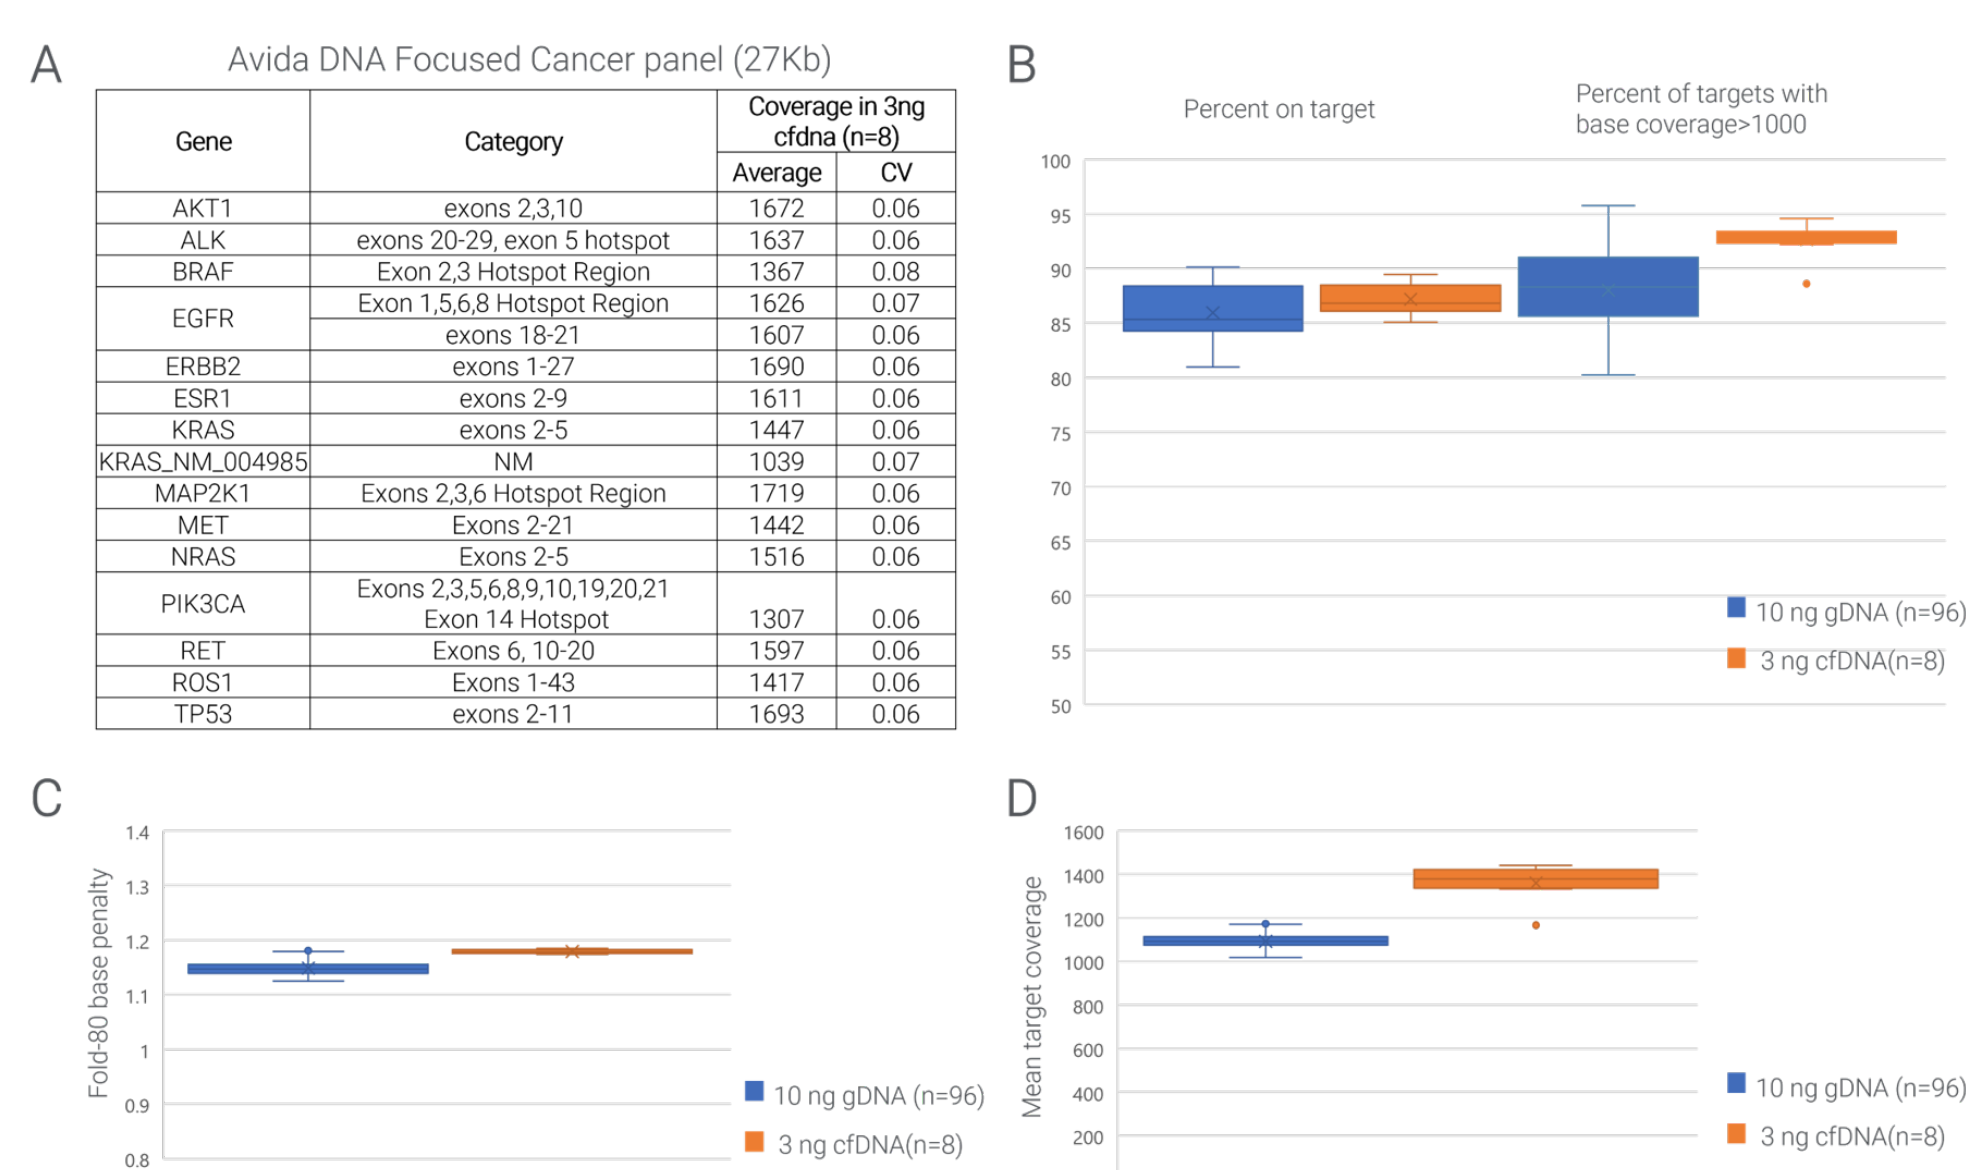 A
Avida DNA Focused Cancer panel (27Kb)
Gene Category Coverage in 3ng
cfdna (n=8)
Average CV
AKT1 exons 2,3,10 1672 0.06
ALK exons 20-29, exon 5 hotspot 1637 0.06
BRAF Exon 2,3 Hotspot Region 1367 0.08
EGFR Exon 1,5,6,8 Hotspot Region 1626 0.07
exons 18-21 1607 0.06
ERBB2 exons 1-27 1690 0.06
ESR1 exons 2-9 1611 0.06
KRAS exons 2-5 1447 0.06
KRAS_NM_004985 NM 1039 0.07
MAP2K1 Exons 2,3,6 Hotspot Region 1719 0.06
MET Exons 2-21 1442 0.06
NRAS Exons 2-5 1516 0.06
PIK3CA Exons 2,3,5,6,8,9,10,19,20,21
Exon 14 Hotspot 1307 0.06
RET Exons 6, 10-20 1597 0.06
ROS1 Exons 1-43 1417 0.06
TP53 exons 2-11 1693 0.06
B
Percent on target
Percent of targets with
base coverage>1000
100
95
90
85
80
75
70
65
60
55
50
10 ng gDNA (n=96)
3 ng cfDNA(n=8)
C
Fold-80 base penalty
1.4
1.3
1.2
1.1
1
0.9
0.8
10 ng gDNA (n=96)
3 ng cfDNA(n=8)
D
Mean target coverage
1600
1400
1200
1000
800
600
400
200
10 ng gDNA (n=96)
3 ng cfDNA(n=8)